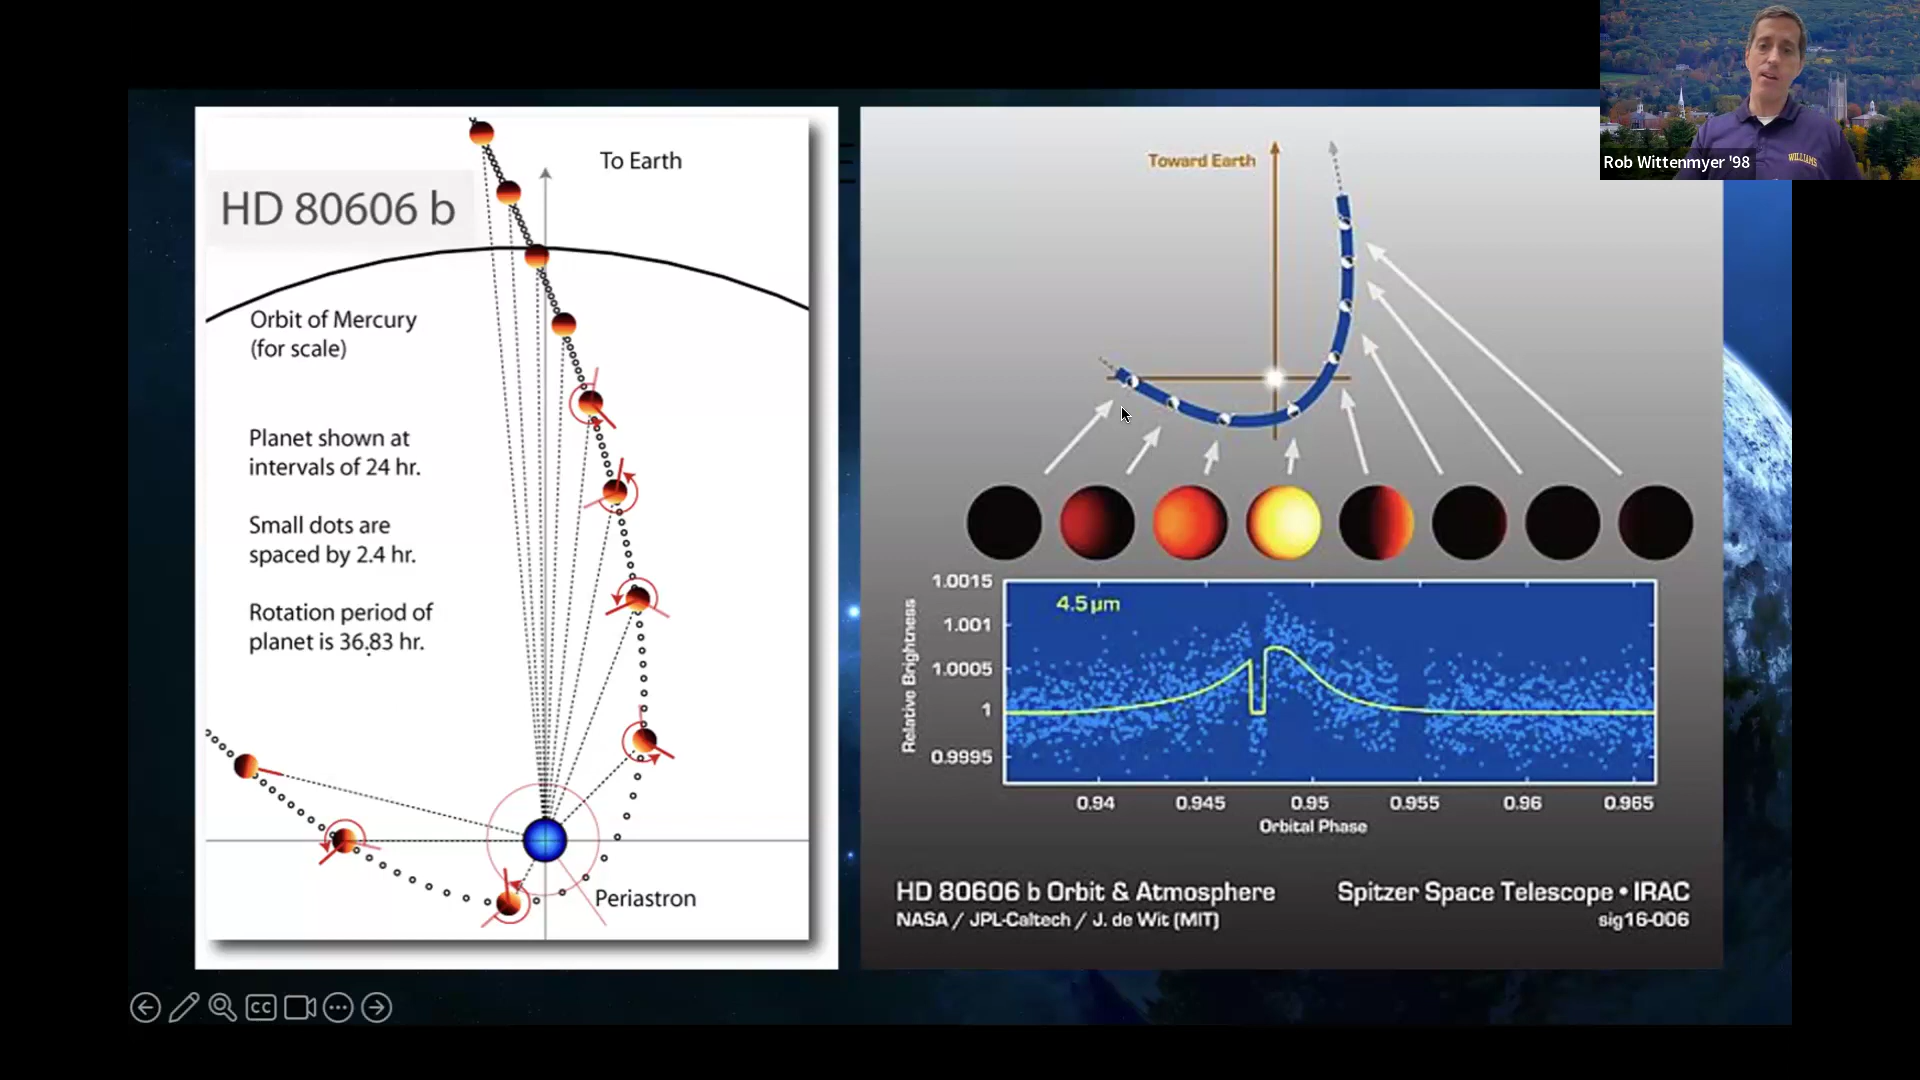 To Earth
HD 80606 b
Orbit of Mercury
(for scale)
Planet shown at
intervals of 24 hr.
Small dots are
spaced by 2.4 hr.
Rotation period of
planet is 36.83 hr.
Periastron
Toward Earth
1.0015
1.001
1.0005
1
0.9995
Relative Brightness
4.5 µm
0.94 0.945 0.95 0.955 0.96 0.965
Orbital Phase
HD 80606 b Orbit & Atmosphere
NASA / JPL-Caltech / J. de Wit (MIT)
Spitzer Space Telescope • IRAC
sig16-006
Rob Wittenmyer '98
WILLIAMS
CC